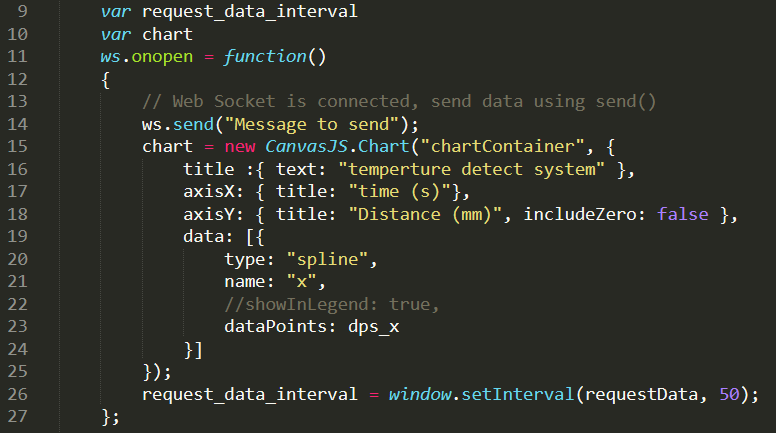 9 var request_data_interval
10 var chart
11 ws.onopen = function()
12 {
13 // Web Socket is connected, send data using send()
14 ws.send("Message to send");
15 chart = new CanvasJS.Chart("chartContainer", {
16 title :{ text: "temperture detect system" },
17 axisX: { title: "time (s)"},
18 axisY: { title: "Distance (mm)", includeZero: false },
19 data: [{
20 type: "spline",
21 name: "x",
22 //showInLegend: true,
23 dataPoints: dps_x
24 }]
25 });
26 request_data_interval = window.setInterval(requestData, 50);
27 };